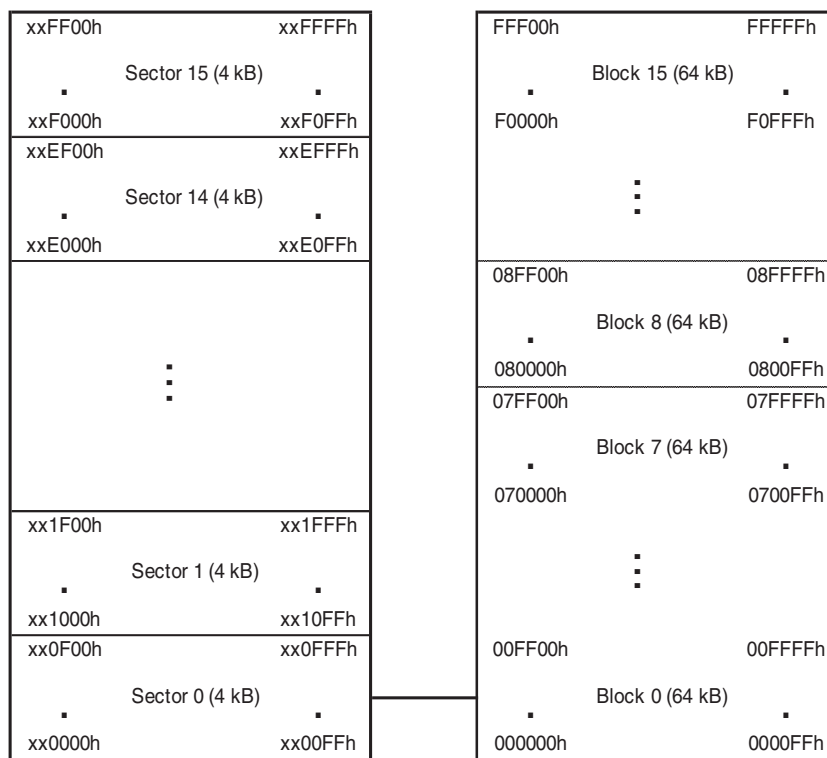 xxFF00h xxFFFFh
Sector 15 (4 kB)
xxF000h xxF0FFh
xxEF00h xxEFFFh
Sector 14 (4 kB)
xxE000h xxE0FFh
xx1F00h xx1FFFh
Sector 1 (4 kB)
xx1000h xx10FFh
xx0F00h xx0FFFh
Sector 0 (4 kB)
xx0000h xx00FFh
FFF00h FFFFFh
Block 15 (64 kB)
F0000h F0FFFh
08FF00h 08FFFFh
Block 8 (64 kB)
080000h 0800FFh
07FF00h 07FFFFh
Block 7 (64 kB)
070000h 0700FFh
00FF00h 00FFFFh
Block 0 (64 kB)
000000h 0000FFh